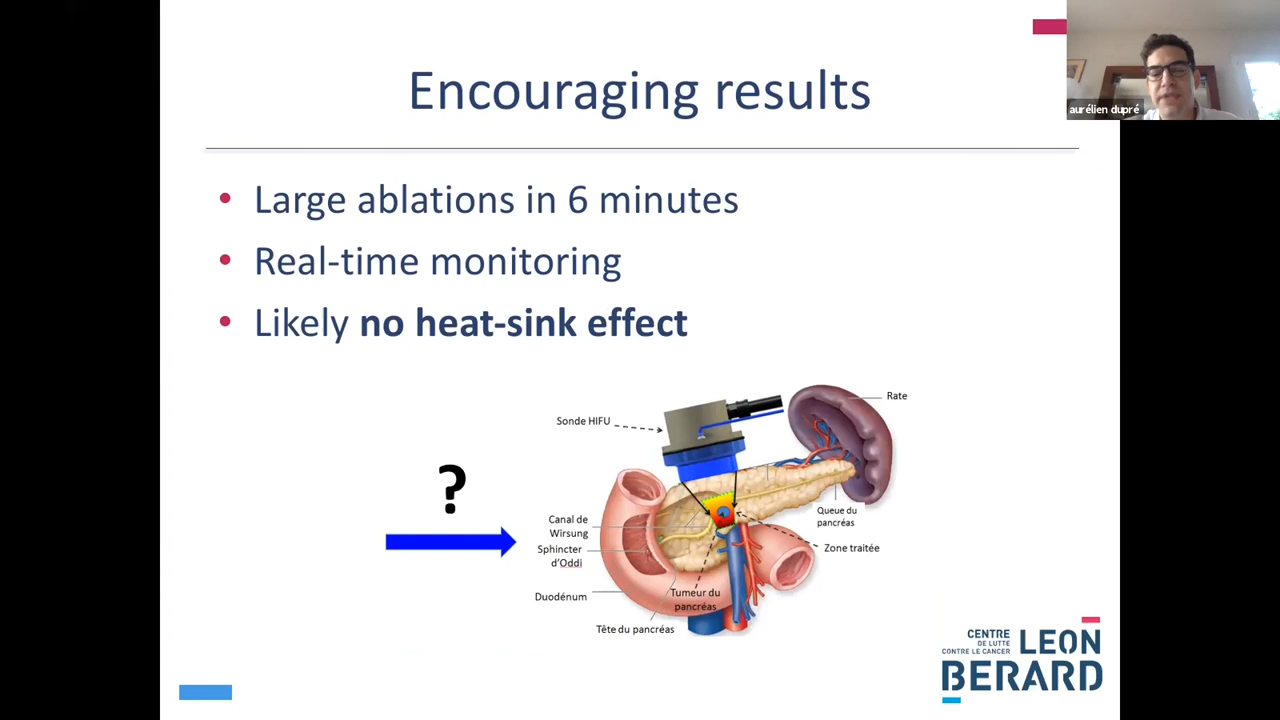 Encouraging results
aurélien dupré
• Large ablations in 6 minutes
• Real-time monitoring
• Likely no heat-sink effect
Rate
Sonde HIFU
?
Queue du
pancréas
Canal de
Wirsung
Sphincter
d'Oddi
Zone traitée
Duodénum
Tumeur du
pancréas
Tête du pancréas
CENTRE
DE LUTTE
CONTRE LE CANCER
LEON
BERARD